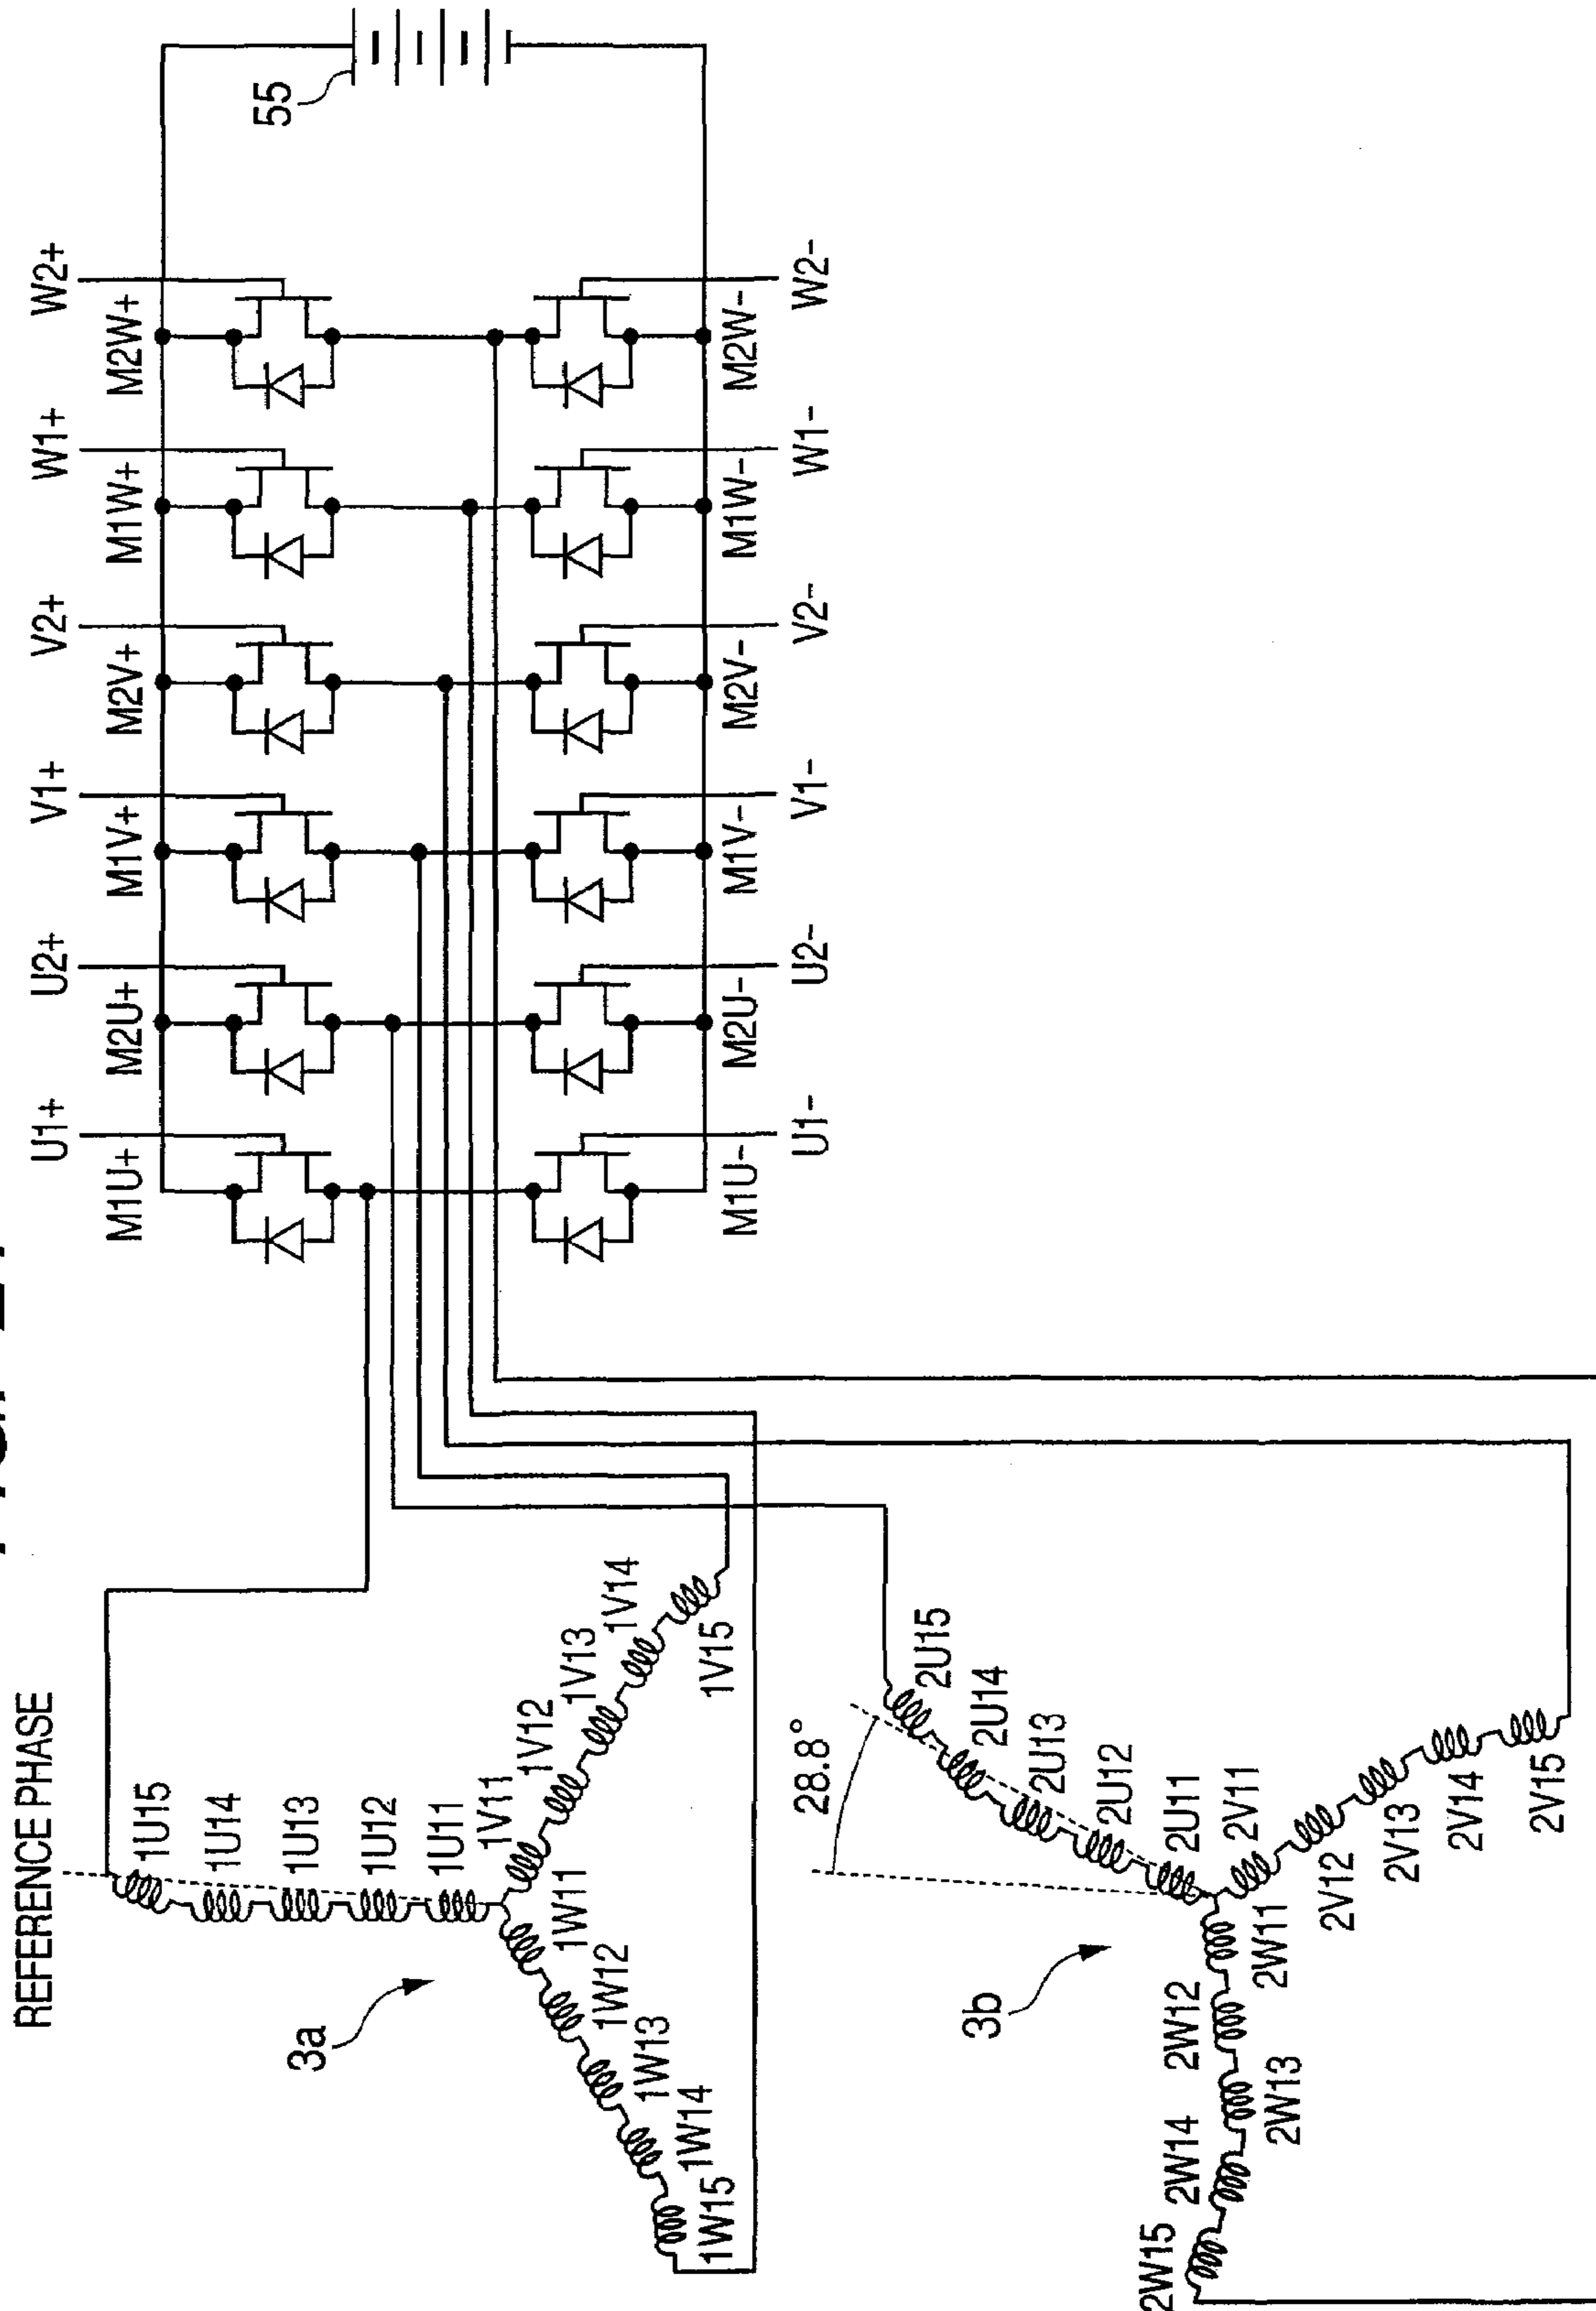 REFERENCE PHASE
U1+
U2+
V1+
V2+
W1+
W2+
M1U+
M2U+
M1V+
M2V+
M1W+
M2W+
55
M1U-
M2U-
M1V-
M2V-
M1W-
M2W-
U1-
U2-
V1-
V2-
W1-
W2-
3a
1U15
1U14
1U13
1U12
1U11
1V11
1V12
1V13
1V14
1V15
1W11
1W12
1W13
1W14
1W15
3b
28.8°
2U15
2U14
2U13
2U12
2U11
2V11
2V12
2V13
2V14
2V15
2W11
2W12
2W13
2W14
2W15